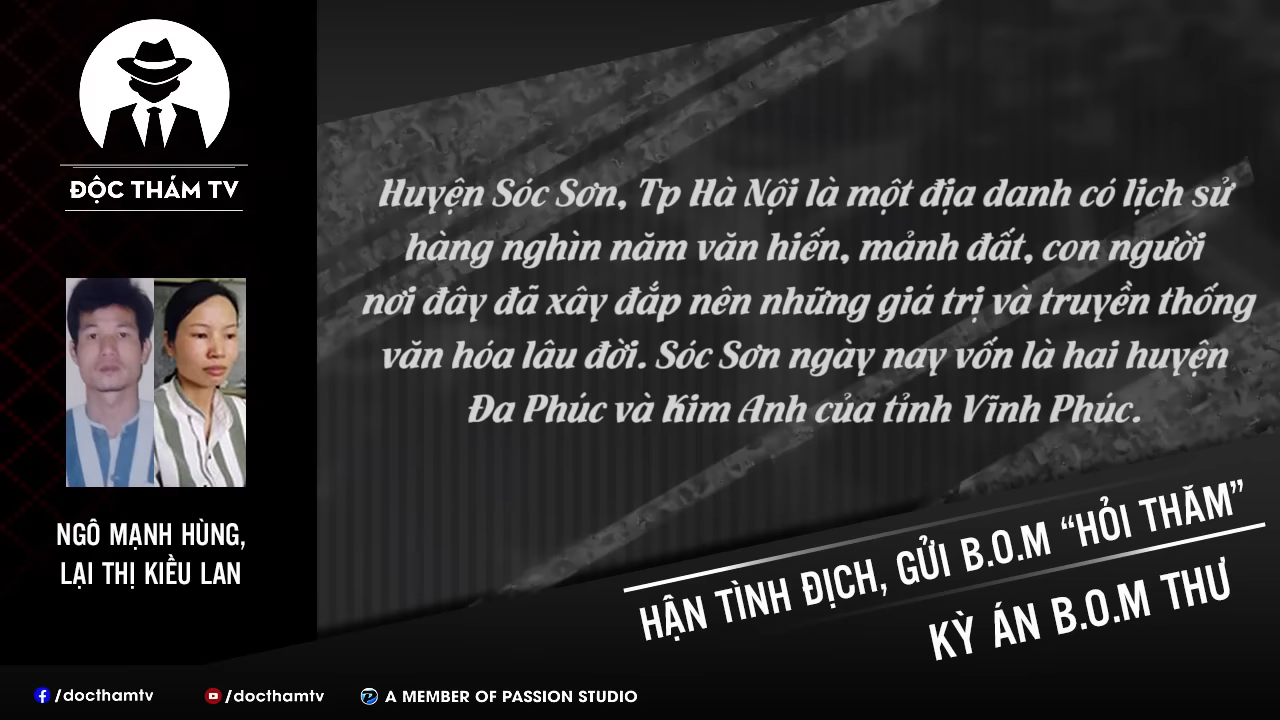 ĐỘC THÁM TV
NGÔ MẠNH HÙNG,
LẠI THỊ KIỀU LAN
Huyện Sóc Sơn, Tp Hà Nội là một địa danh có lịch sử
hàng nghìn năm văn hiến, mảnh đất, con người
nơi đây đã xây đắp nên những giá trị và truyền thống
văn hóa lâu đời. Sóc Sơn ngày nay vốn là hai huyện
Đa Phúc và Kim Anh của tỉnh Vĩnh Phúc.
HẬN TÌNH ĐỊCH, GỬI B.O.M “HỎI THĂM”
KỲ ÁN B.O.M THƯ
/docthamtv
/docthamtv
A MEMBER OF PASSION STUDIO